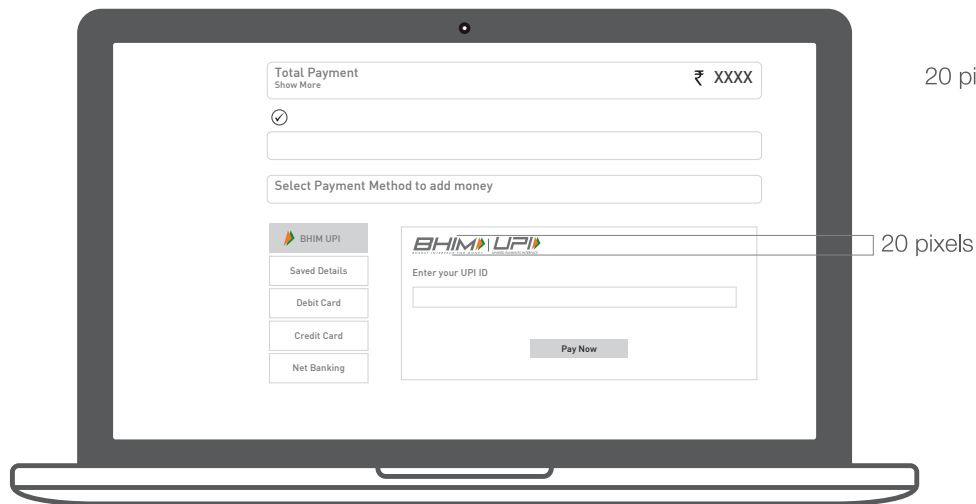 Total Payment
Show More
₹ XXXX
20 pi
Select Payment Method to add money
BHIM UPI
BHIM UPI
20 pixels
Saved Details
Enter your UPI ID
Debit Card
Credit Card
Pay Now
Net Banking